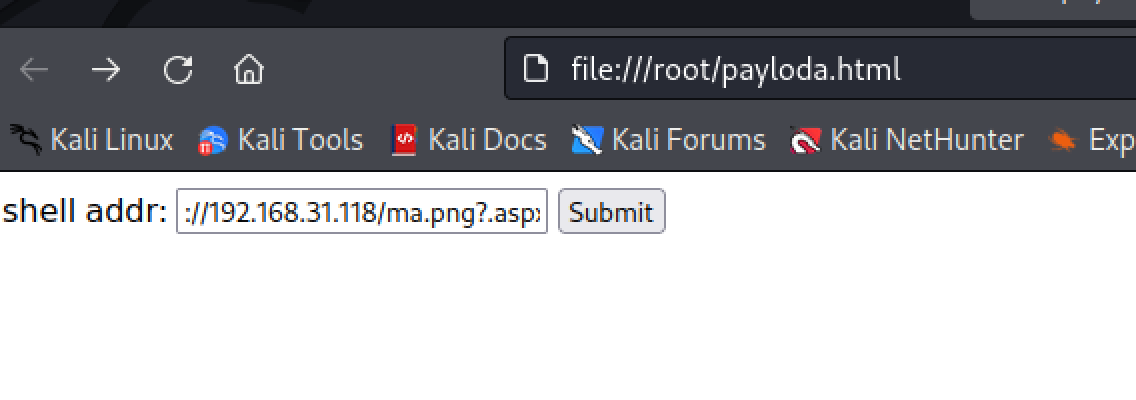 file:///root/payloda.html
Kali Linux Kali Tools Kali Docs Kali Forums Kali NetHunter Exp
shell addr: ://192.168.31.118/ma.png?.asp Submit